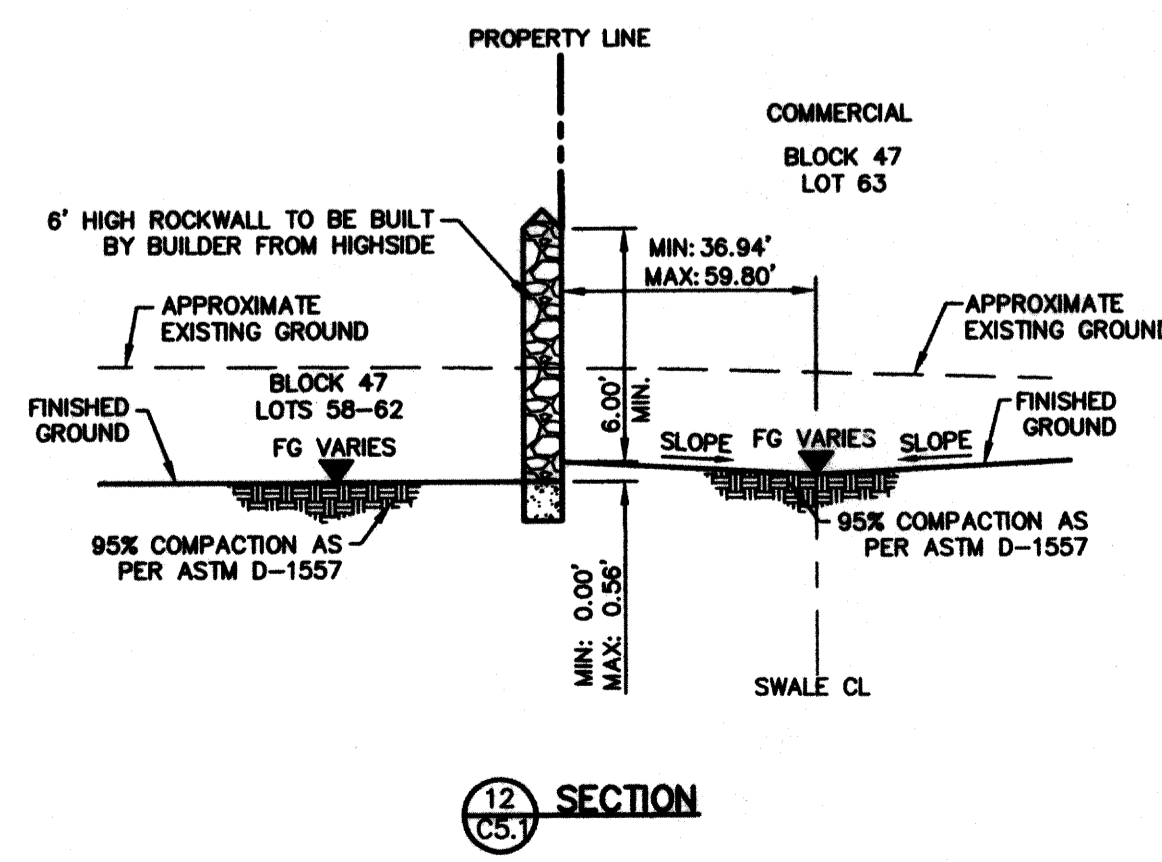 PROPERTY LINE
COMMERCIAL
BLOCK 47
LOT 63
6' HIGH ROCKWALL TO BE BUILT
BY BUILDER FROM HIGHSIDE
MIN: 36.94'
MAX: 59.80'
APPROXIMATE
EXISTING GROUND
APPROXIMATE
EXISTING GROUND
BLOCK 47
LOTS 58-62
6.00'
MIN.
FINISHED
GROUND
FINISHED
GROUND
FG VARIES
SLOPE
FG VARIES
SLOPE
95% COMPACTION AS
PER ASTM D-1557
95% COMPACTION AS
PER ASTM D-1557
MIN: 0.00'
MAX: 0.56'
SWALE CL
12
C5.1
SECTION